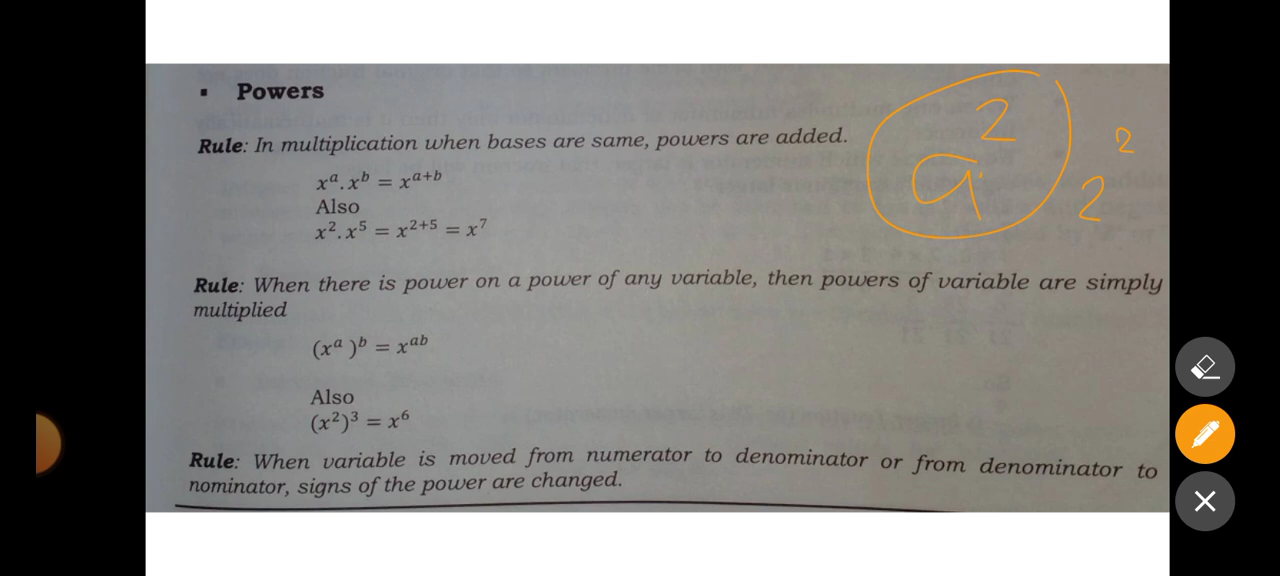 ▪ Powers
Rule: In multiplication when bases are same, powers are added.
xᵃ. xᵇ = xᵃ⁺ᵇ
Also
x². x⁵ = x²⁺⁵ = x⁷
Rule: When there is power on a power of any variable, then powers of variable are simply
multiplied
(xᵃ )ᵇ = xᵃᵇ
Also
(x²)³ = x⁶
Rule: When variable is moved from numerator to denominator or from denominator to
nominator, signs of the power are changed.
a²
2
2